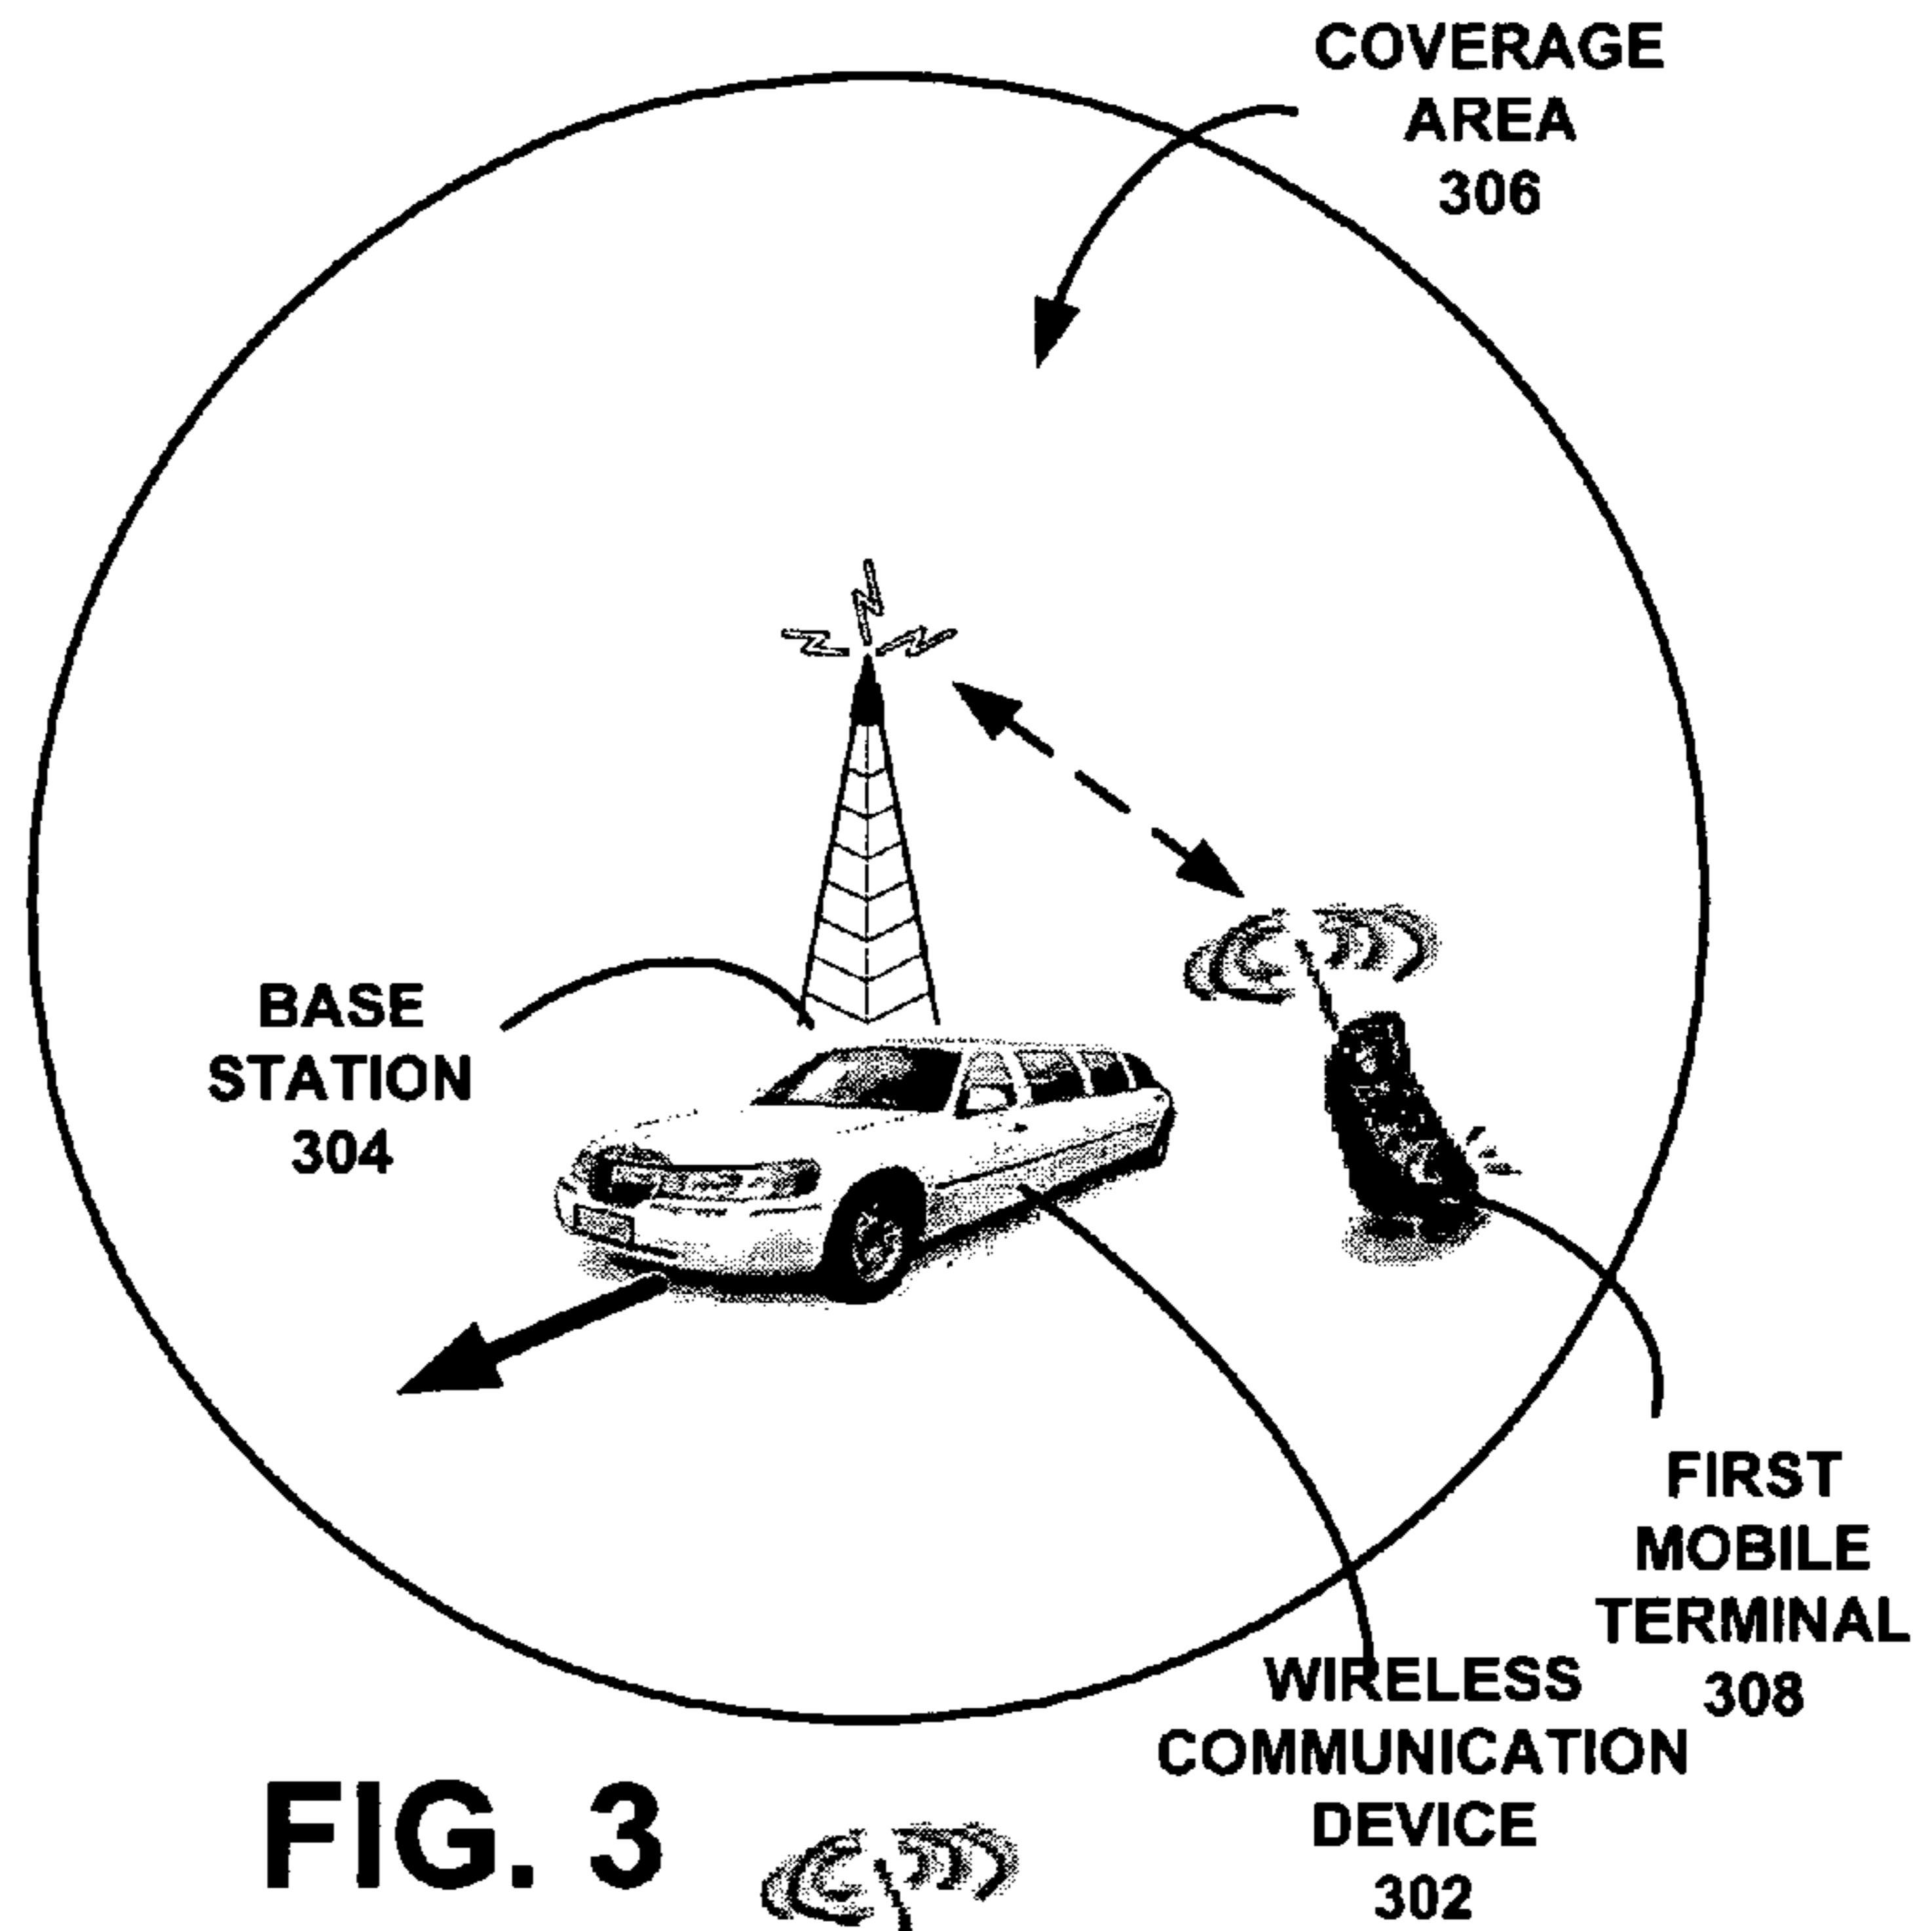 COVERAGE
AREA
306
BASE
STATION
304
FIRST
MOBILE
TERMINAL
308
WIRELESS
COMMUNICATION
DEVICE
302
FIG. 3